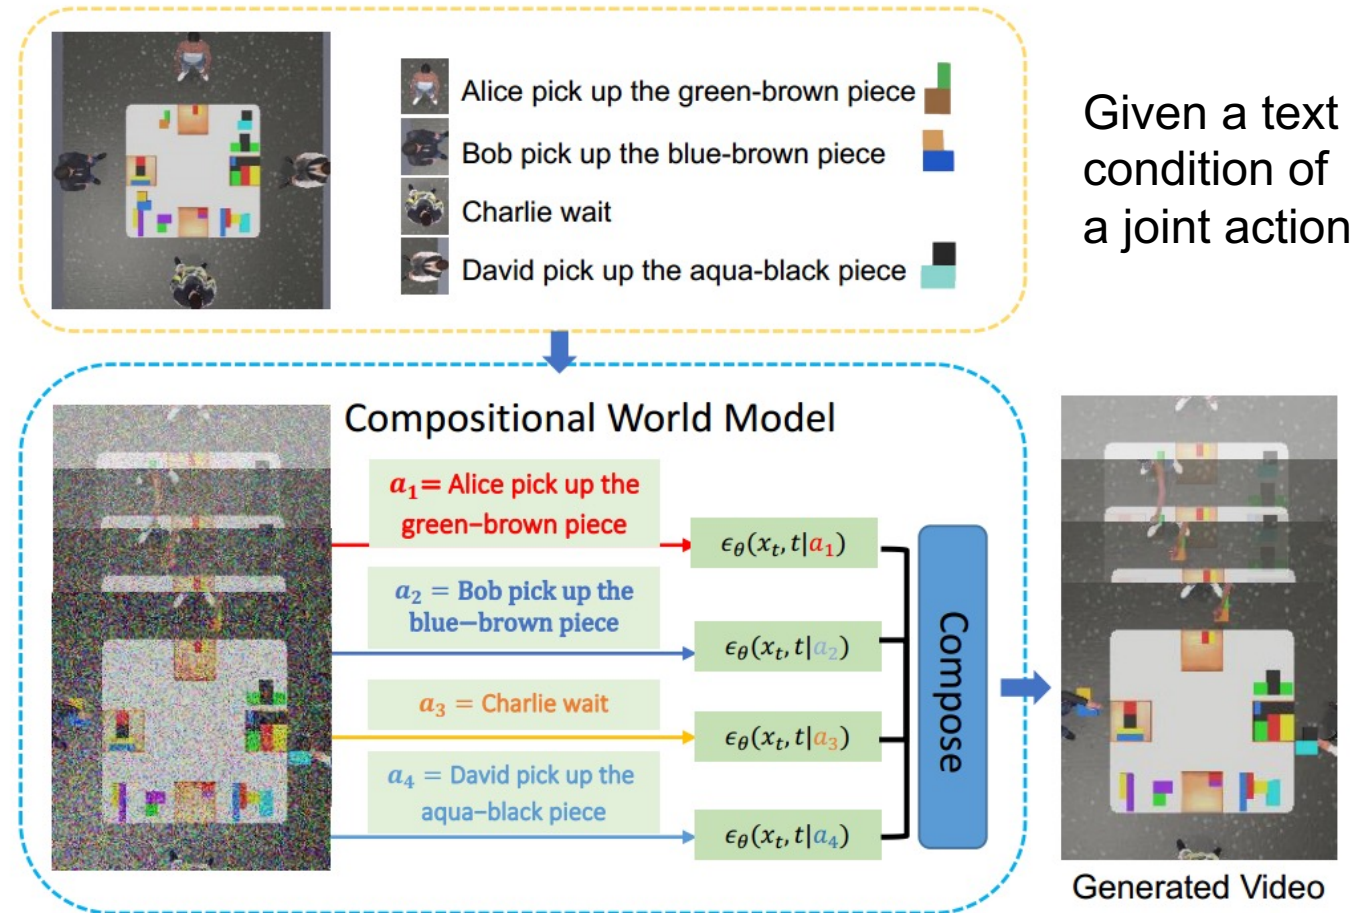 Alice pick up the green-brown piece
Bob pick up the blue-brown piece
Charlie wait
David pick up the aqua-black piece
Given a text
condition of
a joint action
Compositional World Model
a₁= Alice pick up the
green–brown piece
ϵθ(xₜ, t|a₁)
a₂ = Bob pick up the
blue–brown piece
ϵθ(xₜ, t|a₂)
a₃ = Charlie wait
ϵθ(xₜ, t|a₃)
a₄ = David pick up the
aqua–black piece
ϵθ(xₜ, t|a₄)
Compose
Generated Video